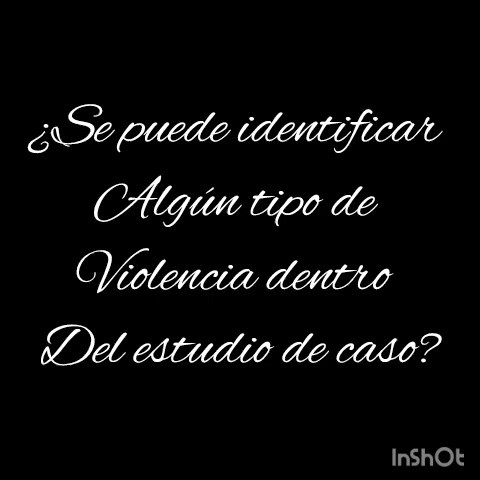 ¿Se puede identificar
Algún tipo de
Violencia dentro
Del estudio de caso?
InShOt